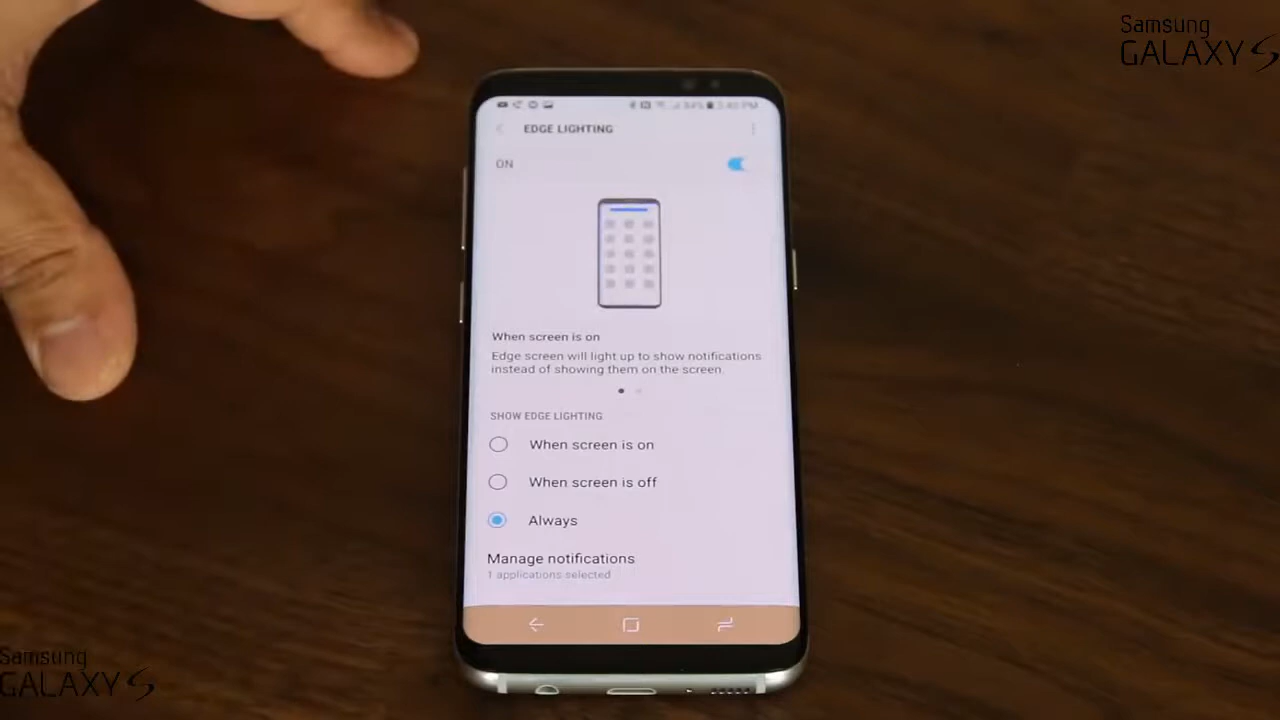 Samsung
GALAXY S
EDGE LIGHTING
ON
When screen is on
Edge screen will light up to show notifications
instead of showing them on the screen.
SHOW EDGE LIGHTING
When screen is on
When screen is off
Always
Manage notifications
1 applications selected
Samsung
GALAXY S